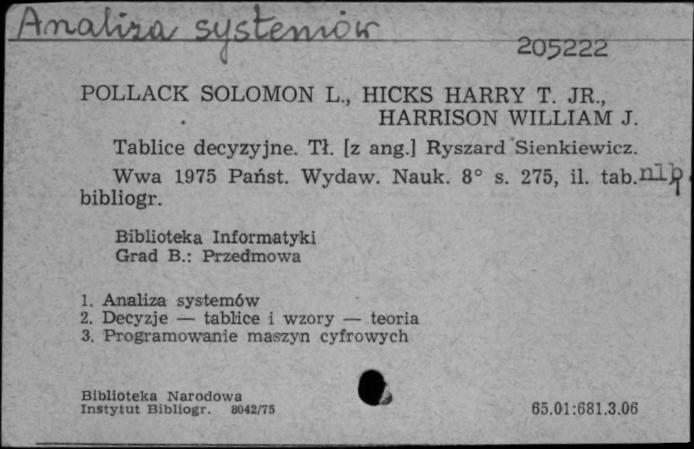 Analiza systemów
205222
POLLACK SOLOMON L., HICKS HARRY T. JR.,
HARRISON WILLIAM J.
Tablice decyzyjne. Tł. [z ang.] Ryszard Sienkiewicz.
Wwa 1975 Państ. Wydaw. Nauk. 8° s. 275, il. tab.
bibliogr.
Biblioteka Informatyki
Grad B.: Przedmowa
1. Analiza systemów
2. Decyzje — tablice i wzory — teoria
3. Programowanie maszyn cyfrowych
Biblioteka Narodowa
Instytut Bibliogr. 8042/75
65.01:681.3.06